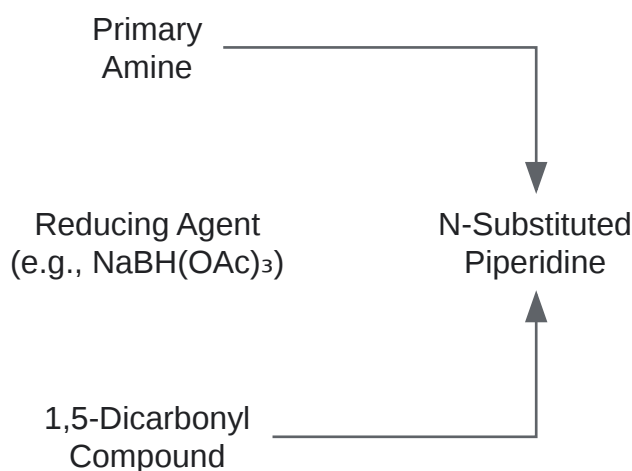 Primary
Amine
Reducing Agent
(e.g., NaBH(OAc)₃)
N-Substituted
Piperidine
1,5-Dicarbonyl
Compound